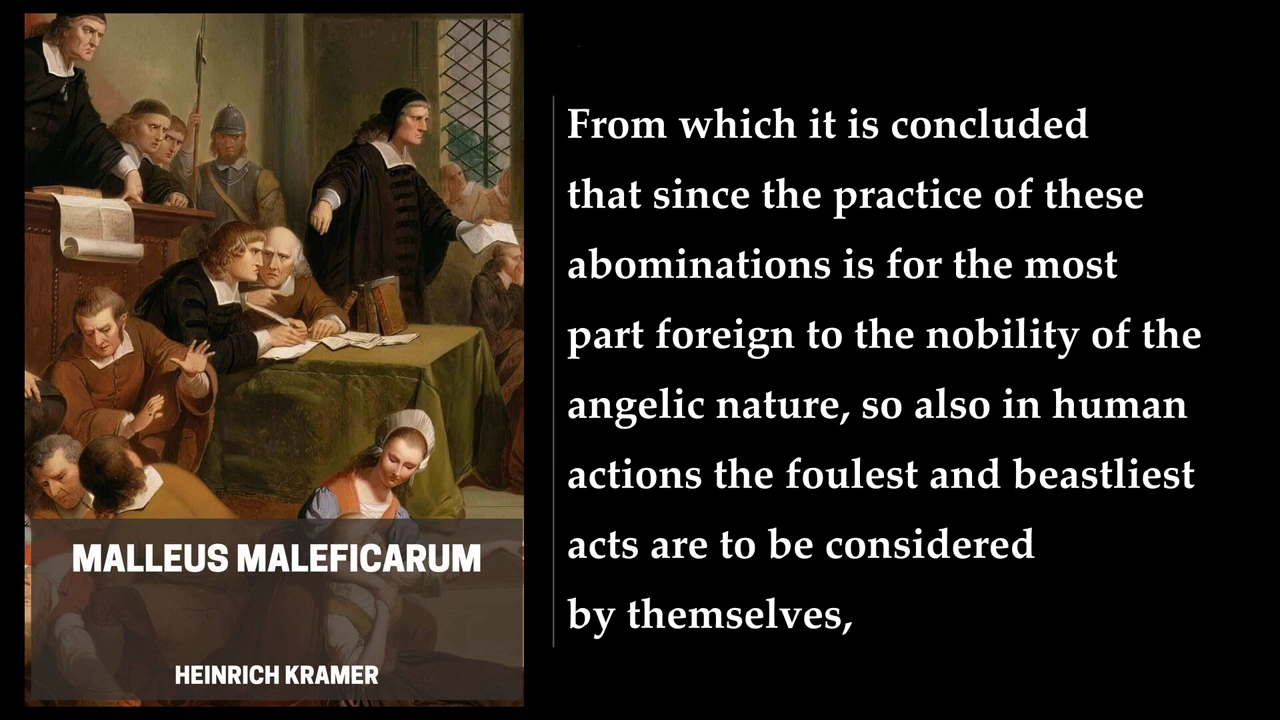 MALLEUS MALEFICARUM
HEINRICH KRAMER
From which it is concluded
that since the practice of these
abominations is for the most
part foreign to the nobility of the
angelic nature, so also in human
actions the foulest and beastliest
acts are to be considered
by themselves,